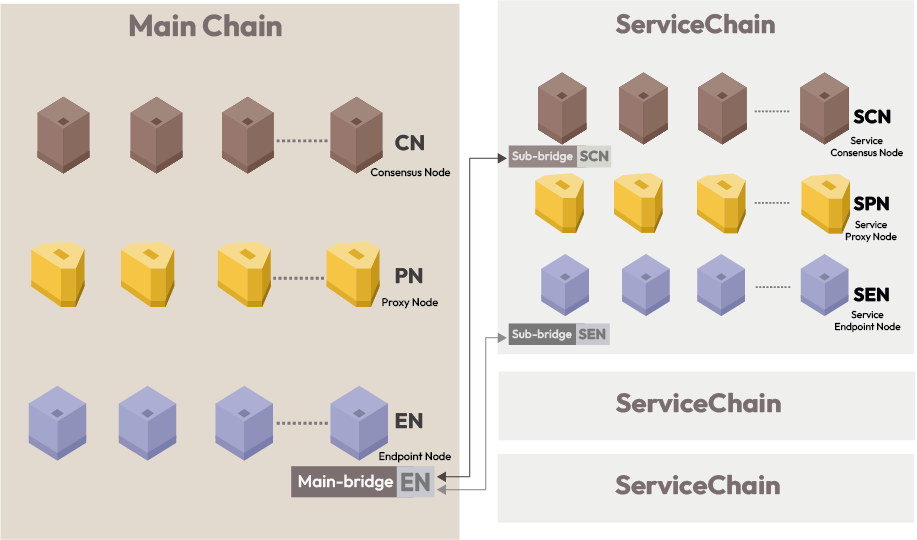 Main Chain
CN
Consensus Node
PN
Proxy Node
EN
Endpoint Node
Main-bridge EN
ServiceChain
SCN
Service
Consensus Node
Sub-bridge SCN
SPN
Service
Proxy Node
SEN
Service
Endpoint Node
Sub-bridge SEN
ServiceChain
ServiceChain